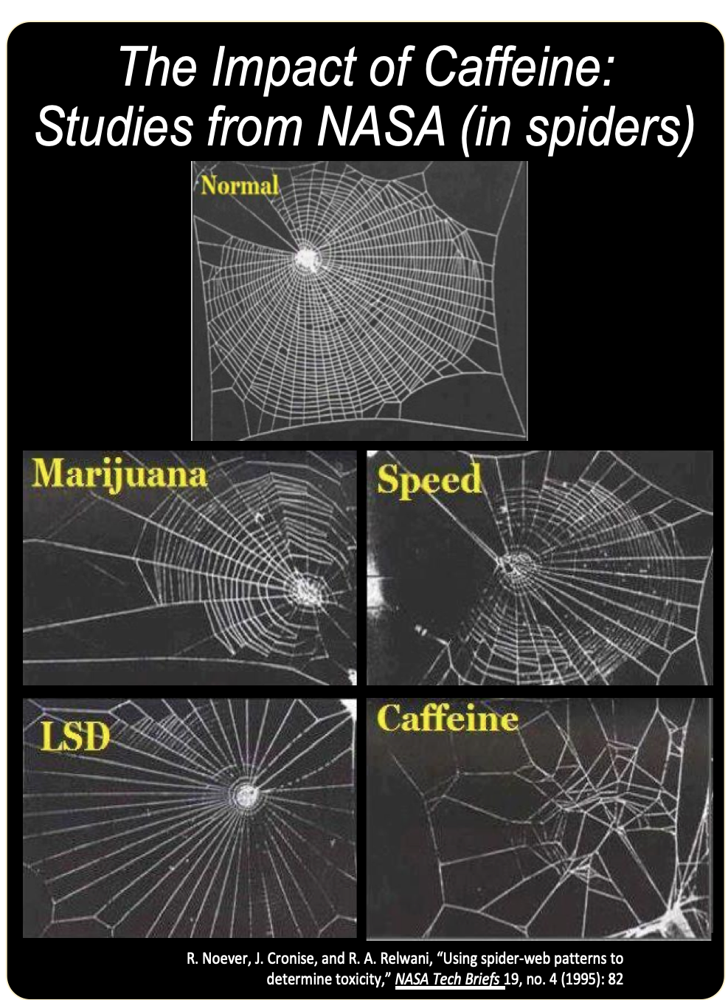 The Impact of Caffeine:
Studies from NASA (in spiders)
Normal
Marijuana
Speed
LSD
Caffeine
R. Noever, J. Cronise, and R. A. Relwani, “Using spider-web patterns to
determine toxicity,” NASA Tech Briefs 19, no. 4 (1995): 82